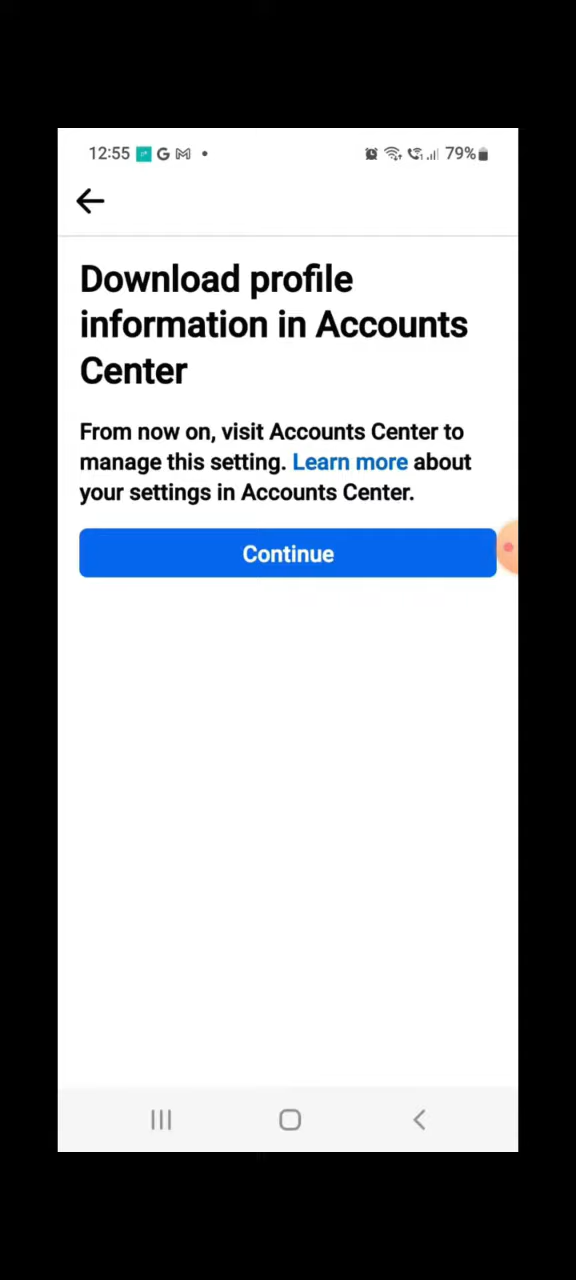 12:55 G M • 79%
Download profile
information in Accounts
Center
From now on, visit Accounts Center to
manage this setting. Learn more about
your settings in Accounts Center.
Continue